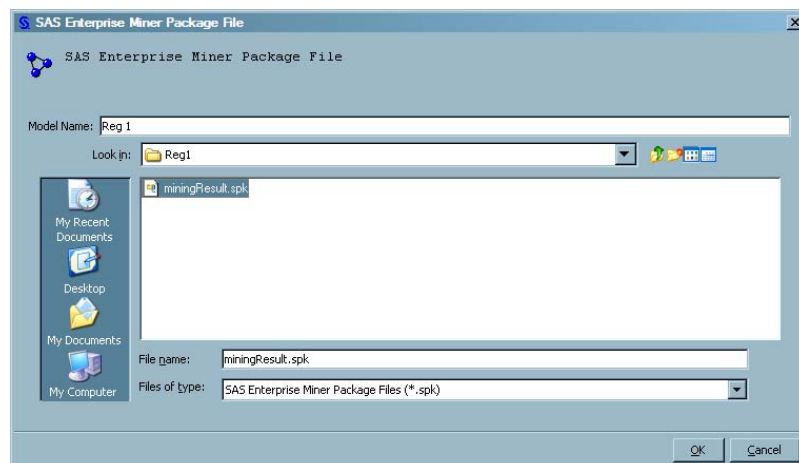 SAS Enterprise Miner Package File
SAS Enterprise Miner Package File
Model Name: Reg 1
Look in: Reg1
miningResult.spk
My Recent
Documents
Desktop
My Documents
My Computer
File name: miningResult.spk
Files of type: SAS Enterprise Miner Package Files (*.spk)
OK Cancel